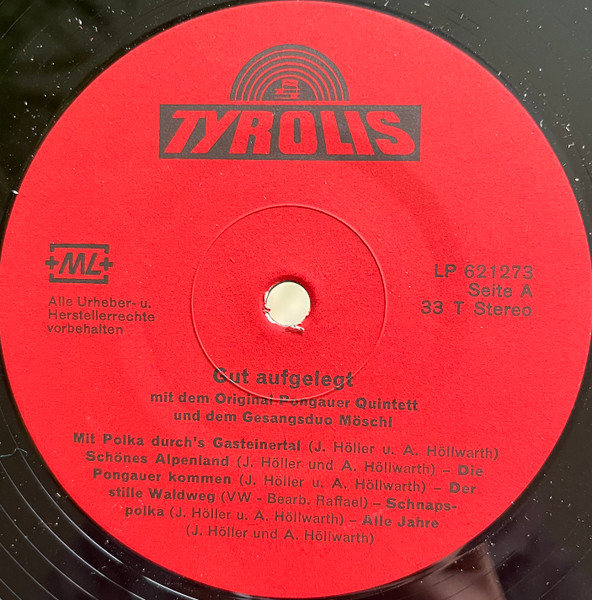 TYROLIS
+ML+
Alle Urheber- u.
Herstellerrechte
vorbehalten
LP 621273
Seite A
33 T Stereo
Gut aufgelegt
mit dem Original Pongauer Quintett
und dem Gesangsduo Möschl
Mit Polka durch's Gasteinertal (J. Höller u. A. Höllwarth)
Schönes Alpenland (J. Höller und A. Höllwarth) – Die
Pongauer kommen (J. Höller u. A. Höllwarth) – Der
stille Waldweg (VW - Bearb. Raffael) – Schnaps-
polka (J. Höller u. A. Höllwarth) – Alle Jahre
(J. Höller und A. Höllwarth)